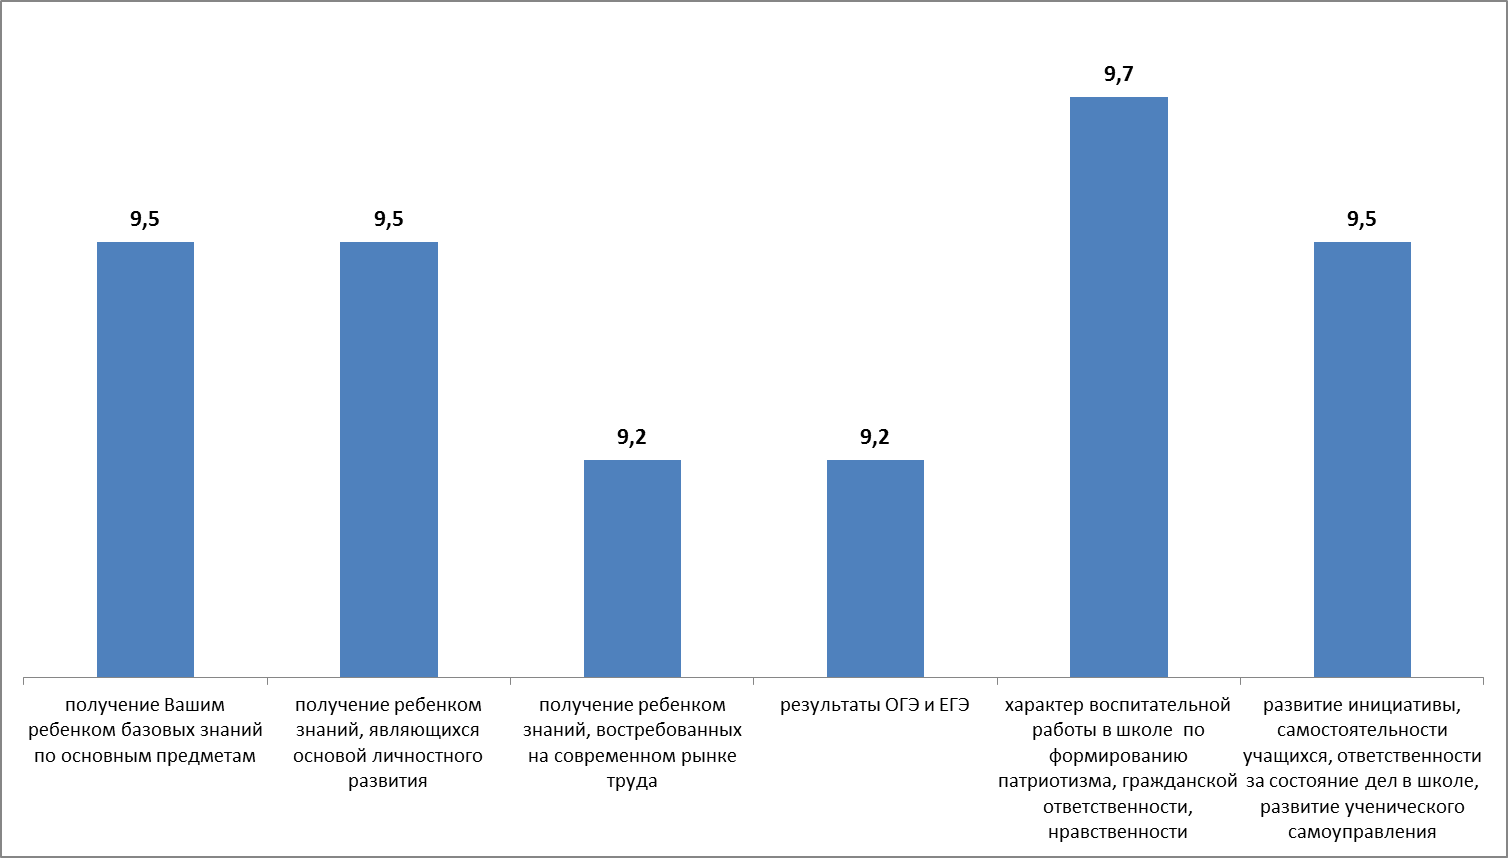 9,7
9,5
9,5
9,5
9,2
9,2
получение Вашим
ребенком базовых знаний
по основным предметам
получение ребенком
знаний, являющихся
основой личностного
развития
получение ребенком
знаний, востребованных
на современном рынке
труда
результаты ОГЭ и ЕГЭ
характер воспитательной
работы в школе  по
формированию
патриотизма, гражданской
ответственности,
нравственности
развитие инициативы,
самостоятельности
учащихся, ответственности
за состояние дел в школе,
развитие ученического
самоуправления